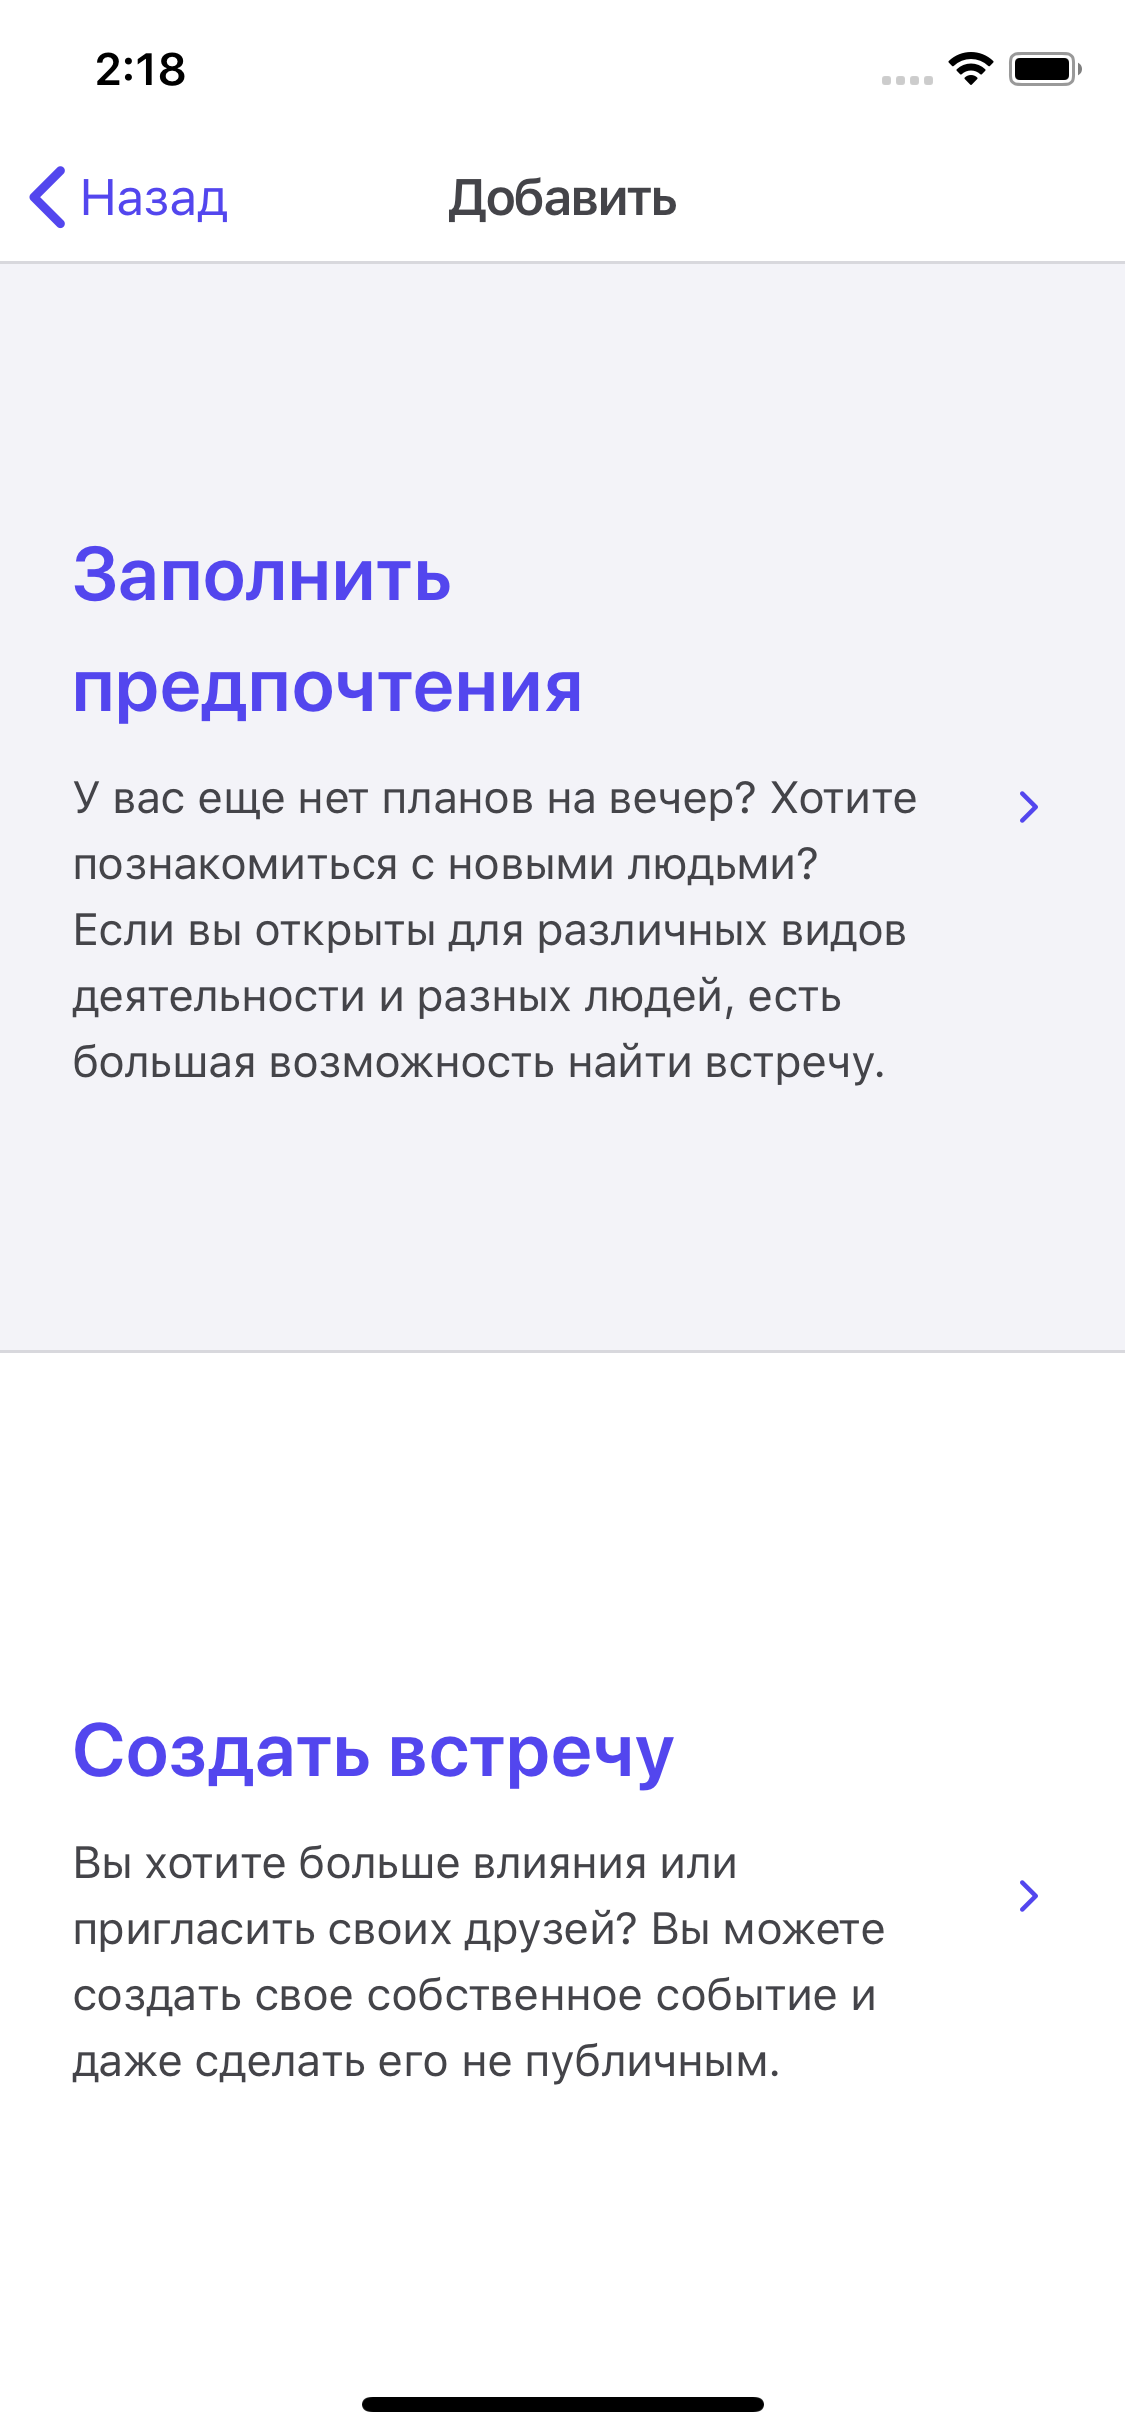 2:18
Назад
Добавить
Заполнить
предпочтения
У вас еще нет планов на вечер? Хотите
познакомиться с новыми людьми?
Если вы открыты для различных видов
деятельности и разных людей, есть
большая возможность найти встречу.
Создать встречу
Вы хотите больше влияния или
пригласить своих друзей? Вы можете
создать свое собственное событие и
даже сделать его не публичным.